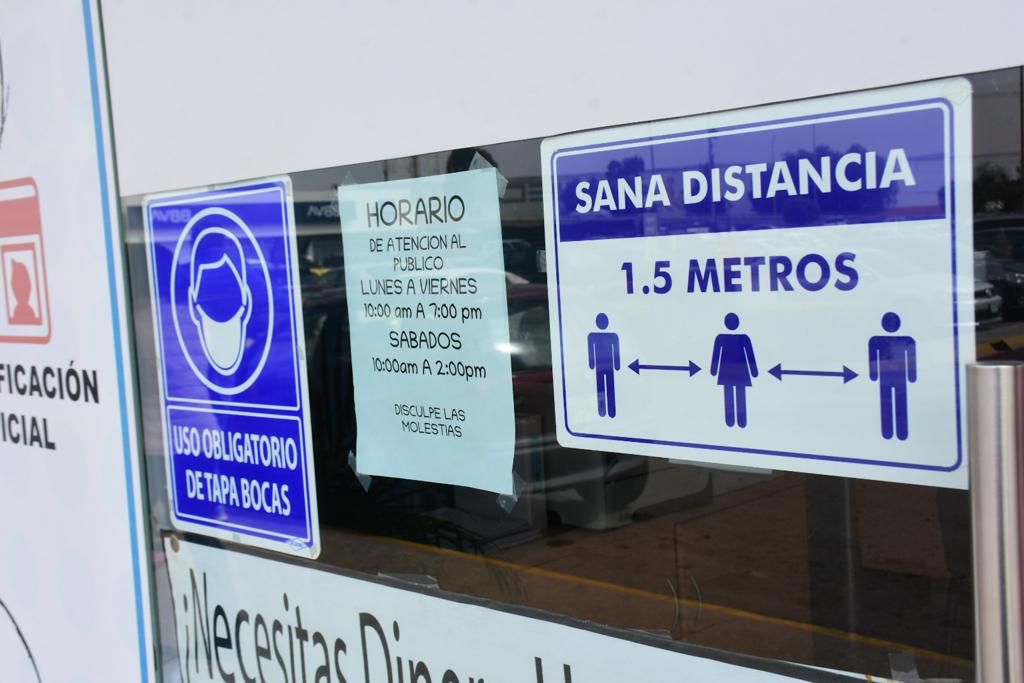 FICACIÓN
ICIAL
USO OBLIGATORIO
DE TAPA BOCAS
HORARIO
DE ATENCION AL
PUBLICO
LUNES A VIERNES
10:00 am A 7:00 pm
SABADOS
10:00am A 2:00pm
DISCULPE LAS
MOLESTIAS
SANA DISTANCIA
1.5 METROS
¡Necesitas